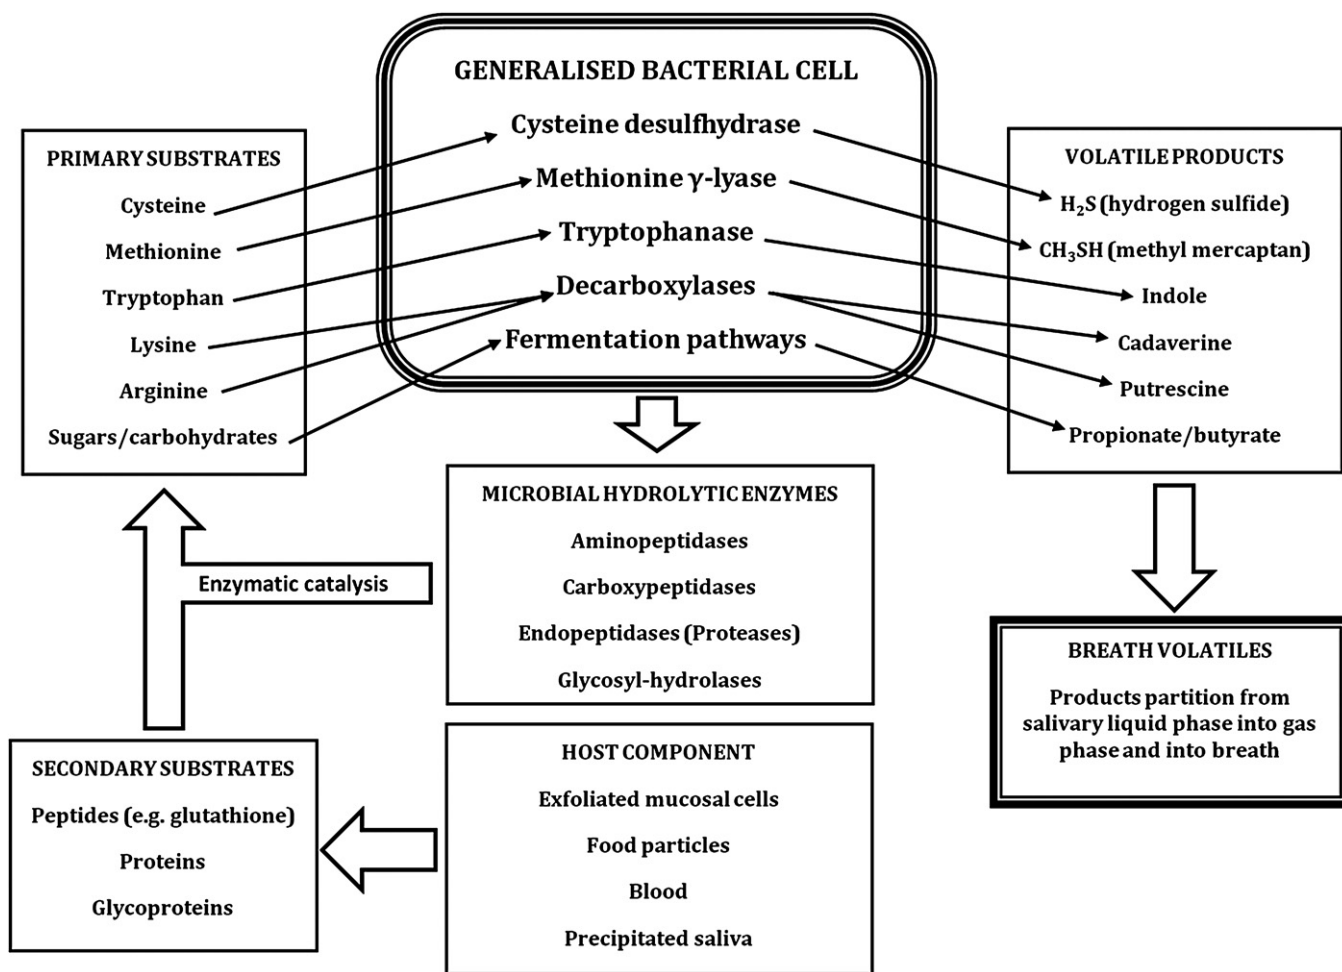 GENERALISED BACTERIAL CELL
Cysteine desulfhydrase
Methionine γ-lyase
Tryptophanase
Decarboxylases
Fermentation pathways
PRIMARY SUBSTRATES
Cysteine
Methionine
Tryptophan
Lysine
Arginine
Sugars/carbohydrates
VOLATILE PRODUCTS
H₂S (hydrogen sulfide)
CH₃SH (methyl mercaptan)
Indole
Cadaverine
Putrescine
Propionate/butyrate
MICROBIAL HYDROLYTIC ENZYMES
Aminopeptidases
Carboxypeptidases
Endopeptidases (Proteases)
Glycosyl-hydrolases
Enzymatic catalysis
BREATH VOLATILES
Products partition from
salivary liquid phase into gas
phase and into breath
SECONDARY SUBSTRATES
Peptides (e.g. glutathione)
Proteins
Glycoproteins
HOST COMPONENT
Exfoliated mucosal cells
Food particles
Blood
Precipitated saliva